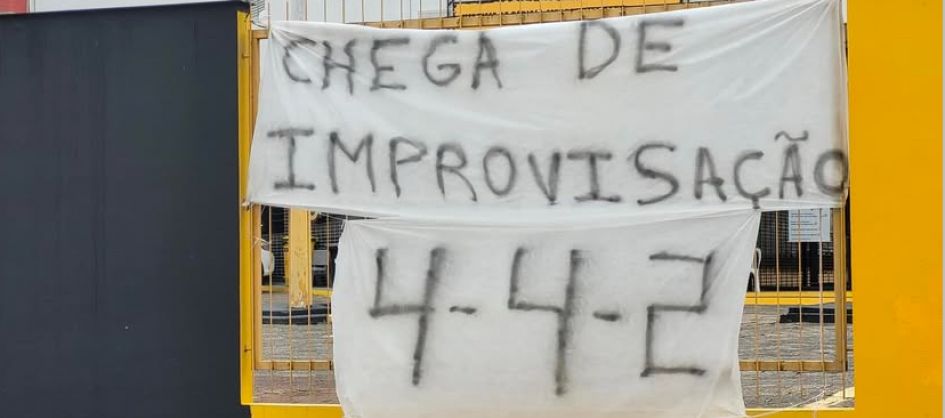 CHEGA DE
IMPROVISAÇÃO
4-4-2